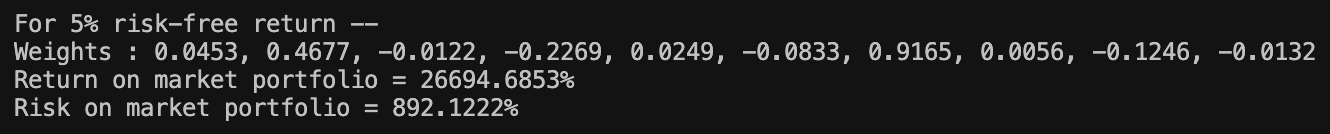 For 5% risk-free return --
Weights : 0.0453, 0.4677, -0.0122, -0.2269, 0.0249, -0.0833, 0.9165, 0.0056, -0.1246, -0.0132
Return on market portfolio = 26694.6853%
Risk on market portfolio = 892.1222%